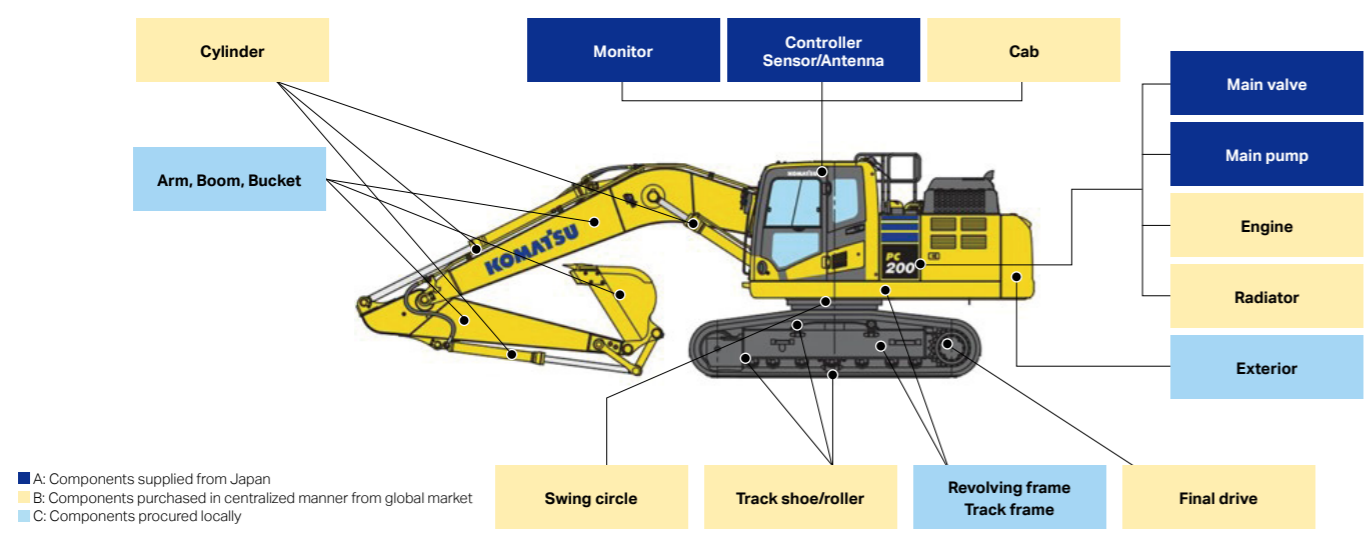 Cylinder
Monitor
Controller
Sensor/Antenna
Cab
Main valve
Main pump
Arm, Boom, Bucket
Engine
Radiator
Exterior
KOMATSU
KOMATSU
PC
200
A: Components supplied from Japan
B: Components purchased in centralized manner from global market
C: Components procured locally
Swing circle
Track shoe/roller
Revolving frame
Track frame
Final drive